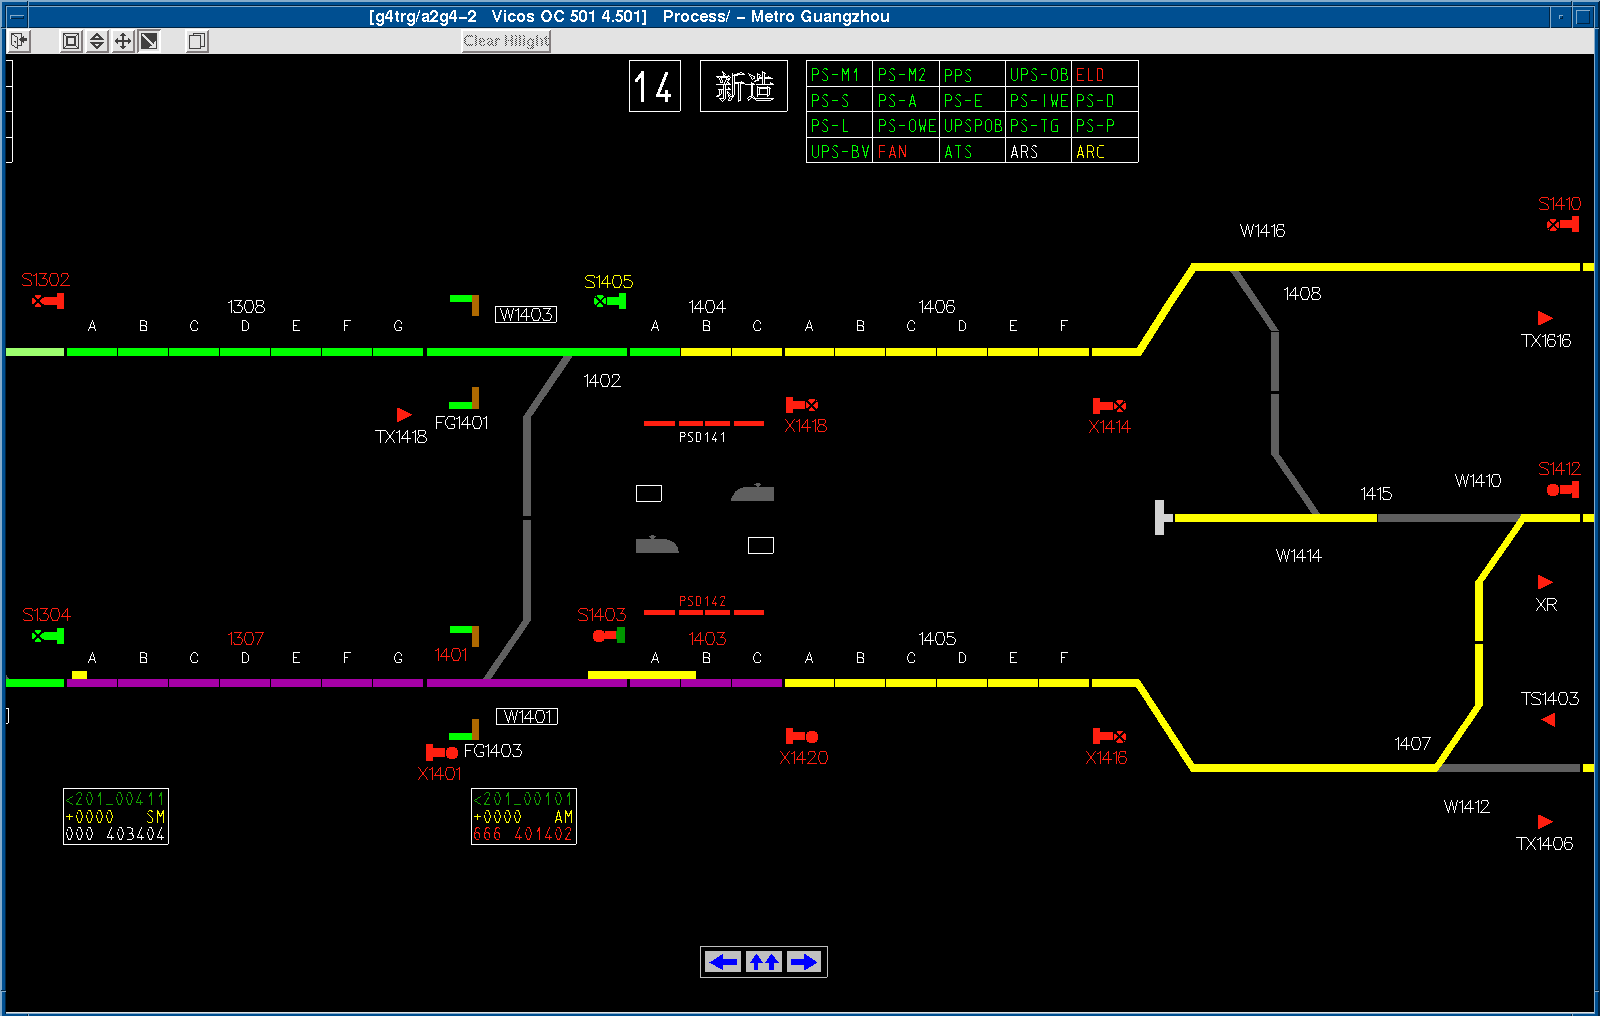 [g4trg/a2g4-2 Vicos OC 501 4.501] Process/ - Metro Guangzhou
Clear Hilight
14 新造
PS-M1 PS-M2 PPS UPS-OB ELD
PS-S PS-A PS-E PS-IWE PS-D
PS-L PS-OWE UPSPOB PS-TG PS-P
UPS-BV FAN ATS ARS ARC
S1410
W1416
S1302
S1405
1408
1308
W1403
1404
1406
A B C D E F G
A B C A B C D E F
TX1616
1402
TX1418
FG1401
PSD141
X1418
X1414
S1412
W1410
1415
W1414
XR
PSD142
S1304
S1403
1307
1401
1403
1405
A B C D E F G
A B C A B C D E F
TS1403
W1401
1407
FG1403
X1401
X1420
X1416
W1412
TX1406
<201_00411
+0000 SM
000 403404
<201_00101
+0000 AM
666 401402